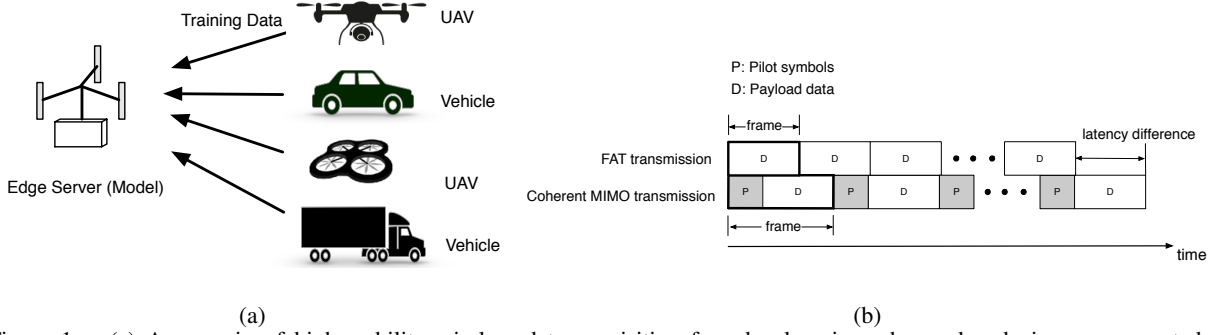 Training Data
UAV
Vehicle
UAV
Vehicle
Edge Server (Model)
(a)
P: Pilot symbols
D: Payload data
frame
latency difference
FAT transmission
D D D D
Coherent MIMO transmission
P D P D P P D
frame
time
(b)